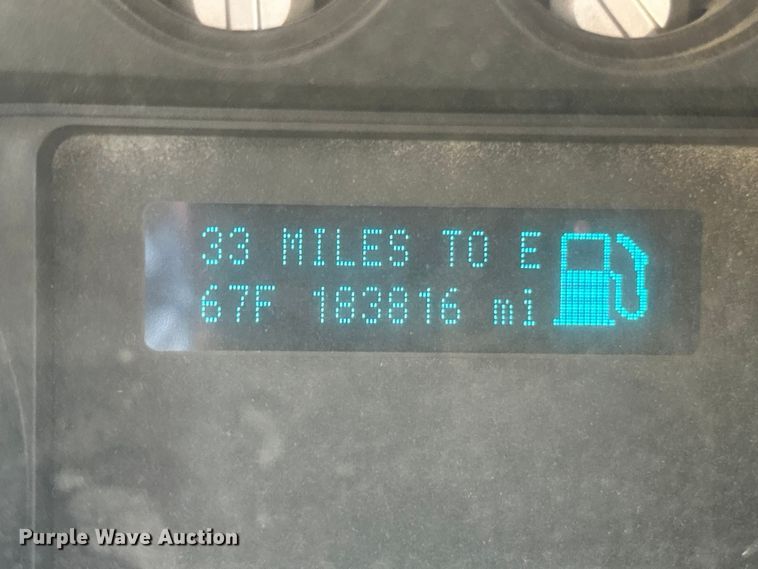 33 MILES TO E
67F 183816 mi
Purple Wave Auction